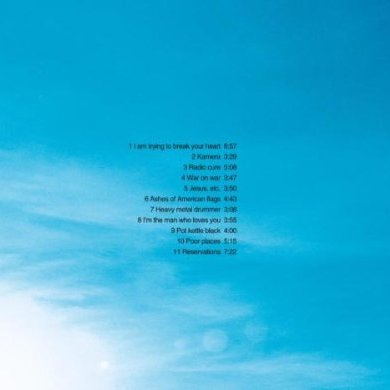 1 I am trying to break your heart 6:57
2 Kamera 3:29
3 Radio cure 5:08
4 War on war 3:47
5 Jesus, etc. 3:50
6 Ashes of American flags 4:43
7 Heavy metal drummer 3:08
8 I'm the man who loves you 3:55
9 Pot kettle black 4:00
10 Poor places 5:15
11 Reservations 7:22